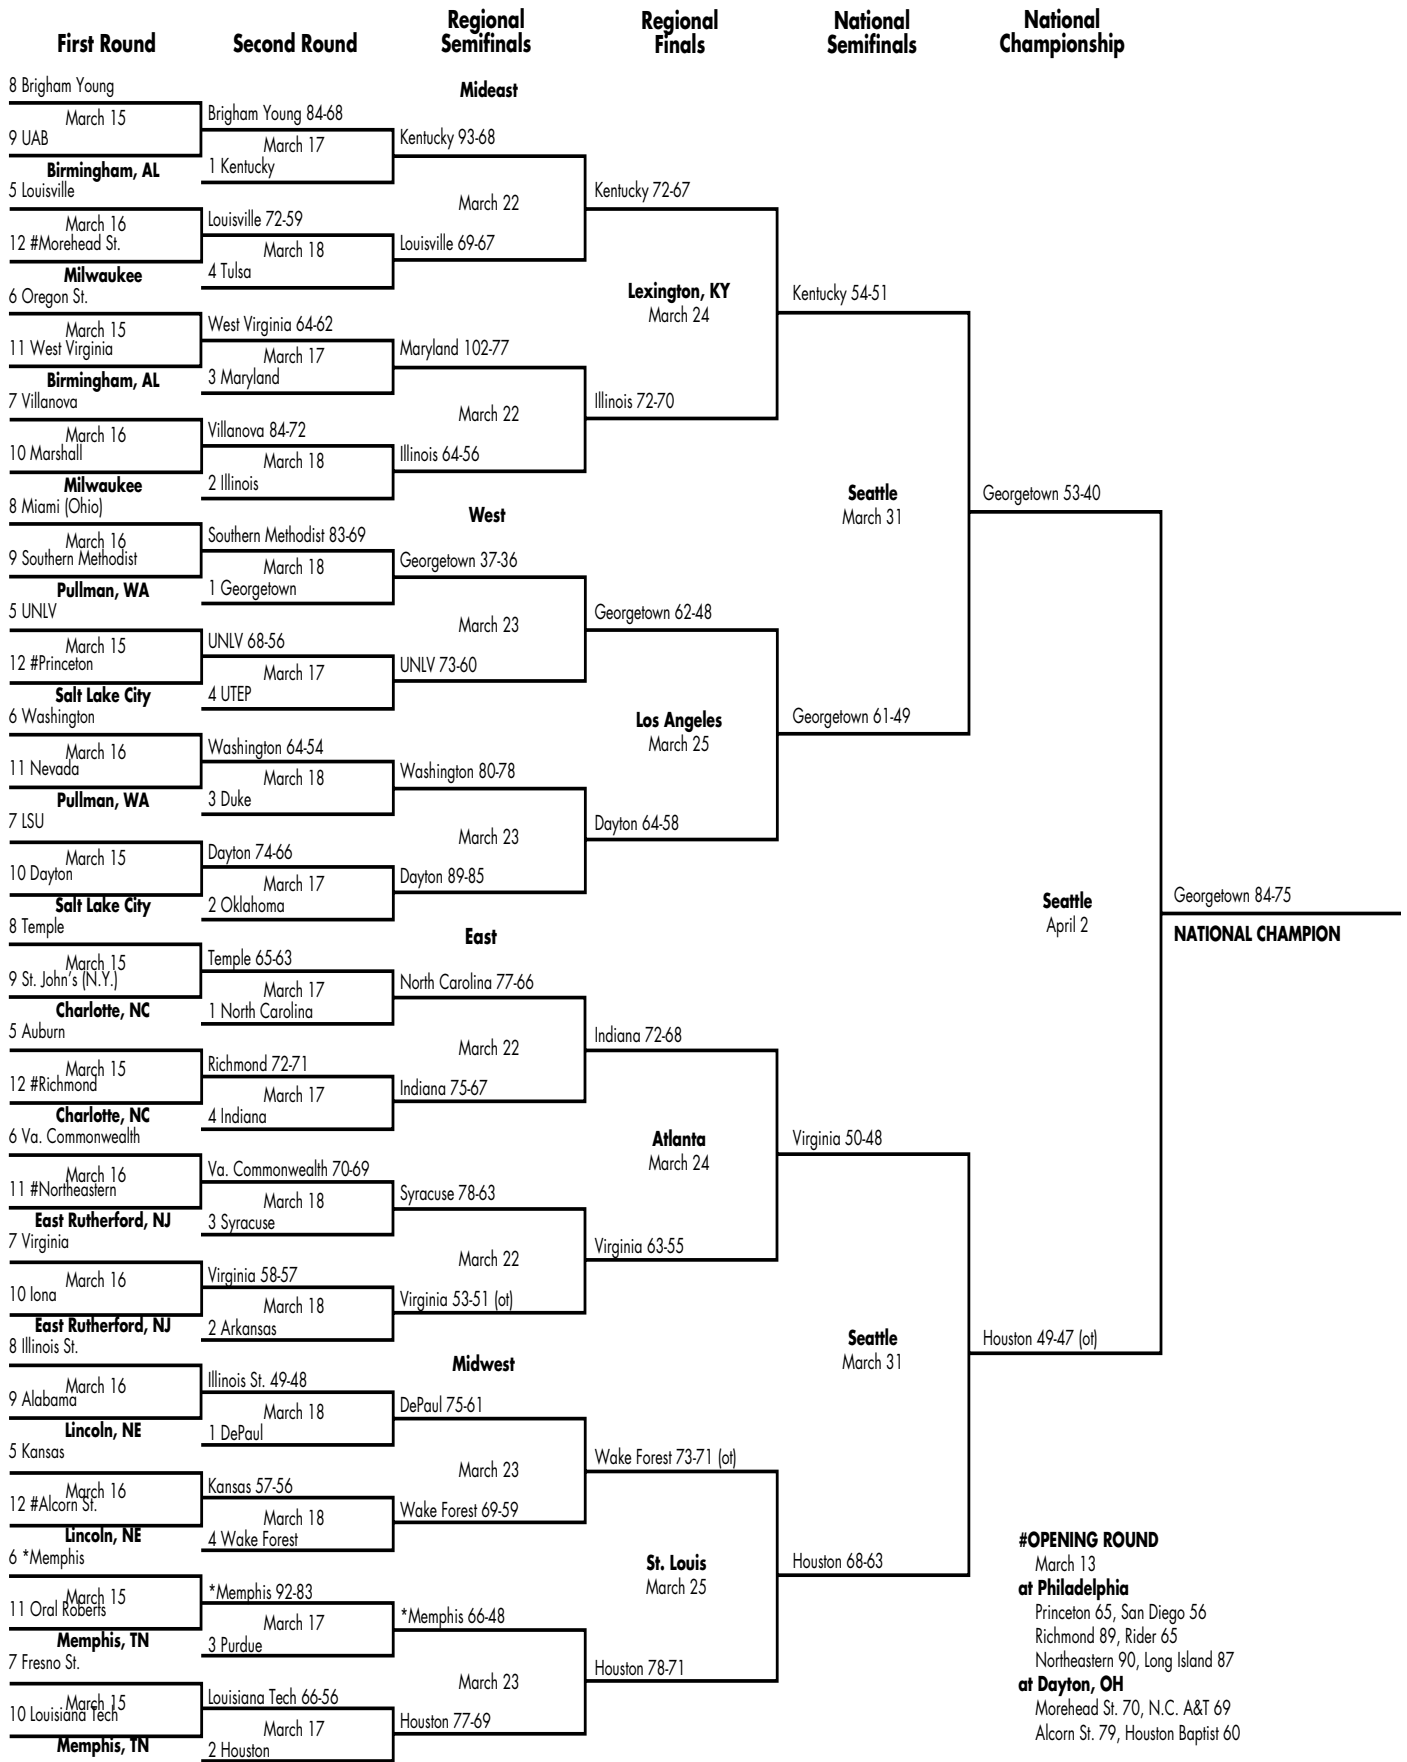 First Round
Second Round
Regional
Semifinals
Regional
Finals
National
Semifinals
National
Championship
8 Brigham Young
March 15
9 UAB
Birmingham, AL
5 Louisville
March 16
12 #Morehead St.
Milwaukee
6 Oregon St.
March 15
11 West Virginia
Birmingham, AL
7 Villanova
March 16
10 Marshall
Milwaukee
8 Miami (Ohio)
March 16
9 Southern Methodist
Pullman, WA
5 UNLV
March 15
12 #Princeton
Salt Lake City
6 Washington
March 16
11 Nevada
Pullman, WA
7 LSU
March 15
10 Dayton
Salt Lake City
8 Temple
March 15
9 St. John's (N.Y.)
Charlotte, NC
5 Auburn
March 15
12 #Richmond
Charlotte, NC
6 Va. Commonwealth
March 16
11 #Northeastern
East Rutherford, NJ
7 Virginia
March 16
10 Iona
East Rutherford, NJ
8 Illinois St.
March 16
9 Alabama
Lincoln, NE
5 Kansas
March 16
12 #Alcorn St.
Lincoln, NE
6 *Memphis
March 15
11 Oral Roberts
Memphis, TN
7 Fresno St.
March 15
10 Louisiana Tech
Memphis, TN
Brigham Young 84-68
March 17
1 Kentucky
Louisville 72-59
March 18
4 Tulsa
West Virginia 64-62
March 17
3 Maryland
Villanova 84-72
March 18
2 Illinois
Southern Methodist 83-69
March 18
1 Georgetown
UNLV 68-56
March 17
4 UTEP
Washington 64-54
March 18
3 Duke
Dayton 74-66
March 17
2 Oklahoma
Temple 65-63
March 17
1 North Carolina
Richmond 72-71
March 17
4 Indiana
Va. Commonwealth 70-69
March 18
3 Syracuse
Virginia 58-57
March 18
2 Arkansas
Illinois St. 49-48
March 18
1 DePaul
Kansas 57-56
March 18
4 Wake Forest
*Memphis 92-83
March 17
3 Purdue
Louisiana Tech 66-56
March 17
2 Houston
Mideast
Kentucky 93-68
March 22
Louisville 69-67
Maryland 102-77
March 22
Illinois 64-56
West
Georgetown 37-36
March 23
UNLV 73-60
Washington 80-78
March 23
Dayton 89-85
East
North Carolina 77-66
March 22
Indiana 75-67
Syracuse 78-63
March 22
Virginia 53-51 (ot)
Midwest
DePaul 75-61
March 23
Wake Forest 69-59
*Memphis 66-48
March 23
Houston 77-69
Kentucky 72-67
Lexington, KY
March 24
Illinois 72-70
Georgetown 62-48
Los Angeles
March 25
Dayton 64-58
Indiana 72-68
Atlanta
March 24
Virginia 63-55
Wake Forest 73-71 (ot)
St. Louis
March 25
Houston 78-71
Kentucky 54-51
Seattle
March 31
Georgetown 61-49
Virginia 50-48
Seattle
March 31
Houston 68-63
Georgetown 53-40
Seattle
April 2
Houston 49-47 (ot)
Georgetown 84-75
NATIONAL CHAMPION
#OPENING ROUND
March 13
at Philadelphia
Princeton 65, San Diego 56
Richmond 89, Rider 65
Northeastern 90, Long Island 87
at Dayton, OH
Morehead St. 70, N.C. A&T 69
Alcorn St. 79, Houston Baptist 60